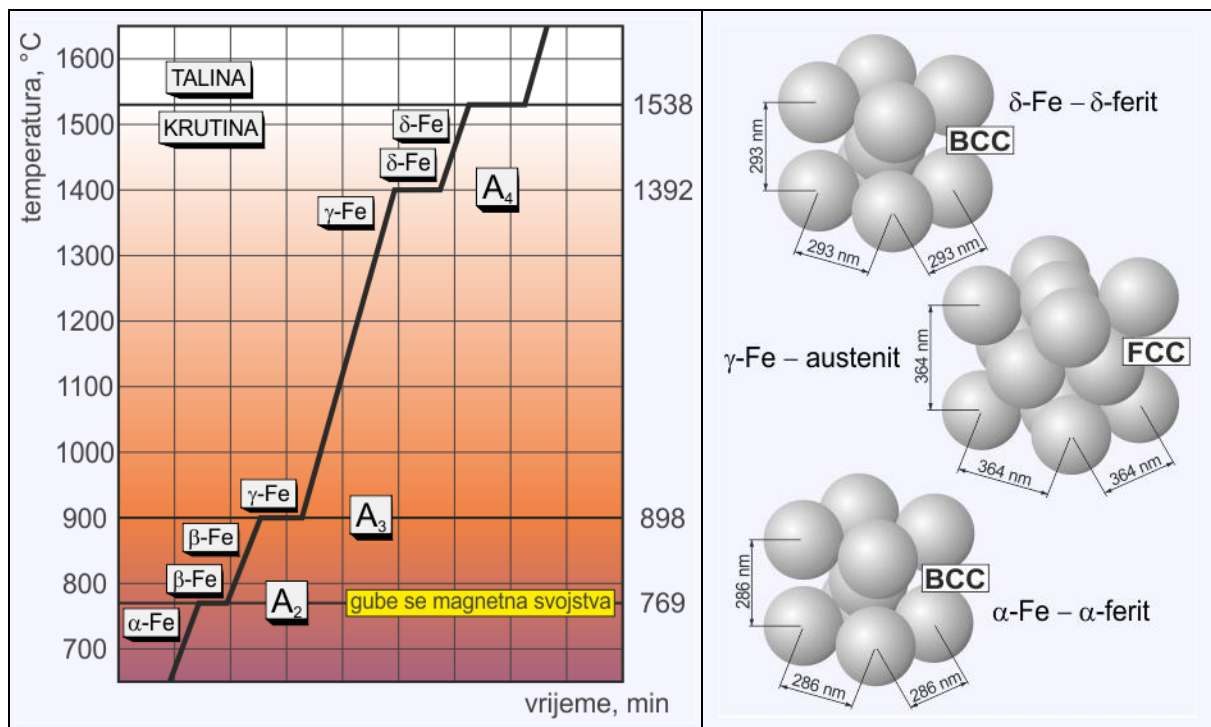 temperatura, °C
1600
1500
1400
1300
1200
1100
1000
900
800
700
TALINA
KRUTINA
δ-Fe
δ-Fe
γ-Fe
A4
γ-Fe
A3
β-Fe
β-Fe
A2
α-Fe
gube se magnetna svojstva
1538
1392
898
769
vrijeme, min
δ-Fe – δ-ferit
BCC
293 nm
293 nm
293 nm
γ-Fe – austenit
FCC
364 nm
364 nm
364 nm
BCC
α-Fe – α-ferit
286 nm
286 nm
286 nm